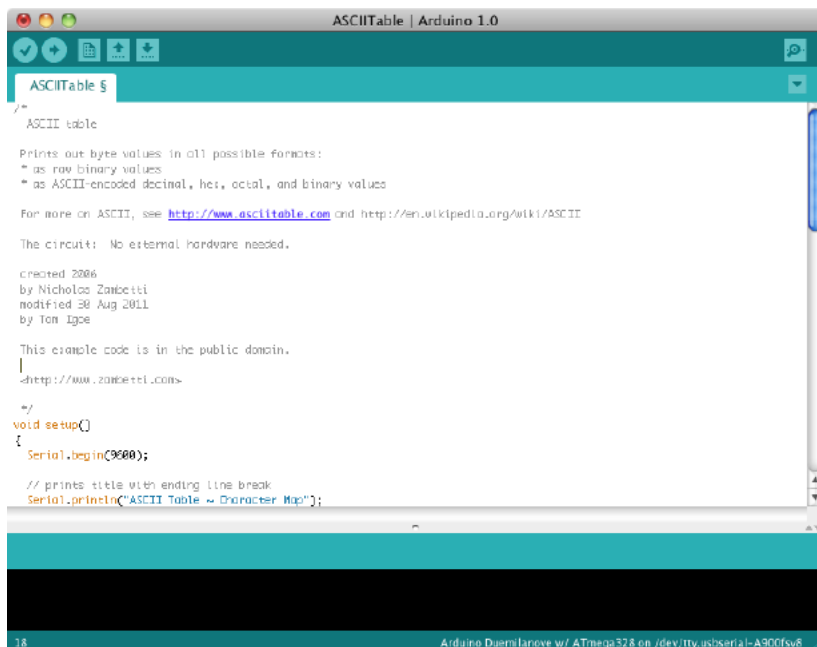 ASCIITable | Arduino 1.0
ASCIITable §
/*
ASCII table
Prints out byte values in all possible formats:
* as raw binary values
* as ASCII-encoded decimal, hex, octal, and binary values
For more on ASCII, see http://www.asciitable.com and http://en.wikipedia.org/wiki/ASCII
The circuit:  No external hardware needed.
created 2006
by Nicholas Zambetti
modified 30 Aug 2011
by Tom Igoe
This example code is in the public domain.
<http://www.zambetti.com>
*/
void setup()
{
Serial.begin(9600);
// prints title with ending line break
Serial.println("ASCII Table ~ Character Map");
18
Arduino Duemilanove w/ ATmega328 on /dev/tty.usbserial-A900fsv8